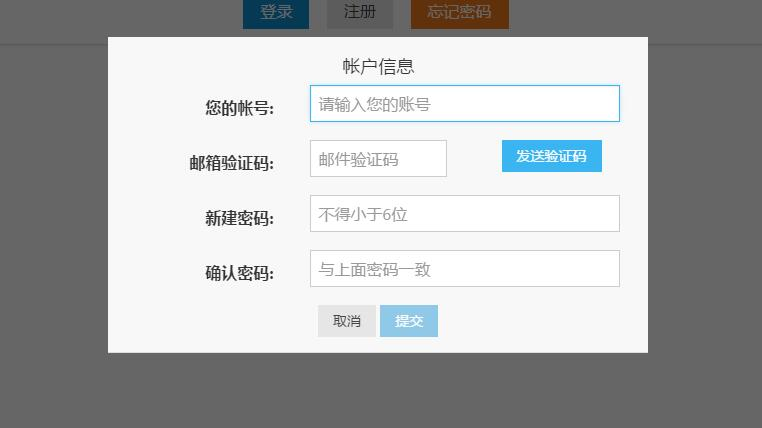 登录 注册 忘记密码
帐户信息
您的帐号: 请输入您的账号
邮箱验证码: 邮件验证码 发送验证码
新建密码: 不得小于6位
确认密码: 与上面密码一致
取消 提交